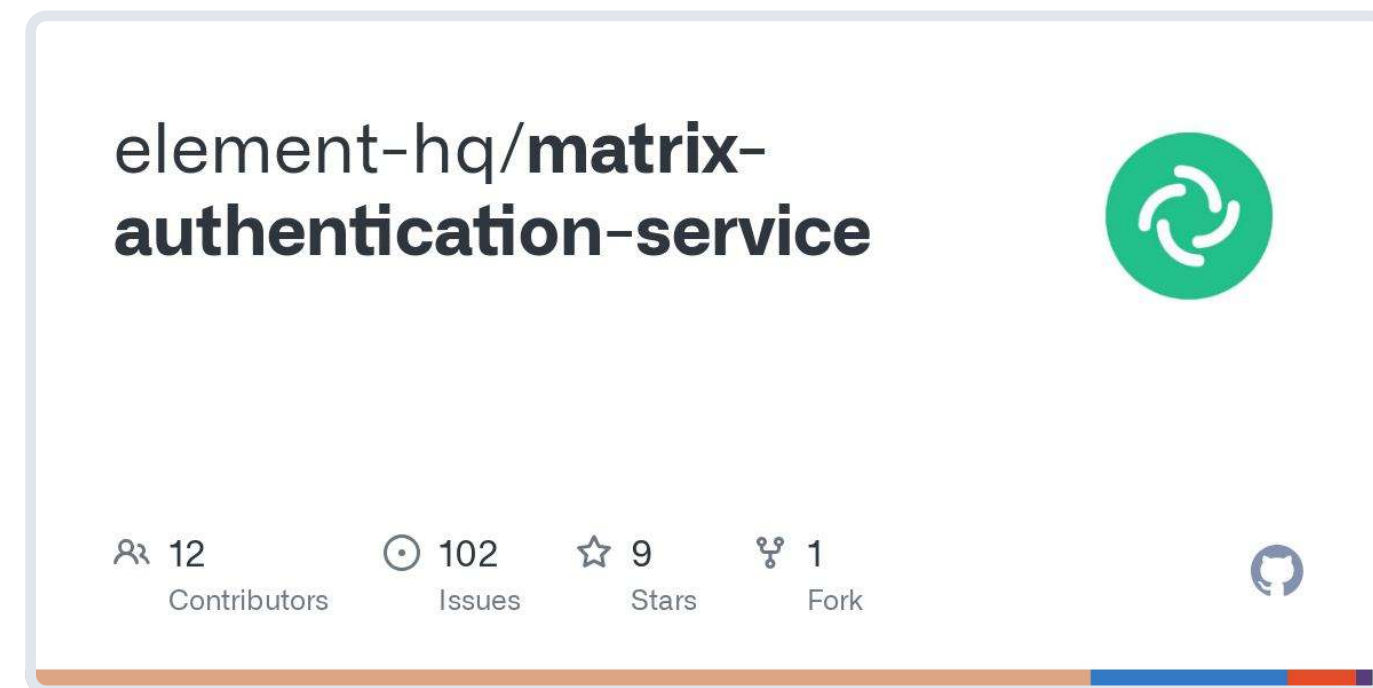 element-hq/matrix-
authentication-service
12
Contributors
102
Issues
9
Stars
1
Fork